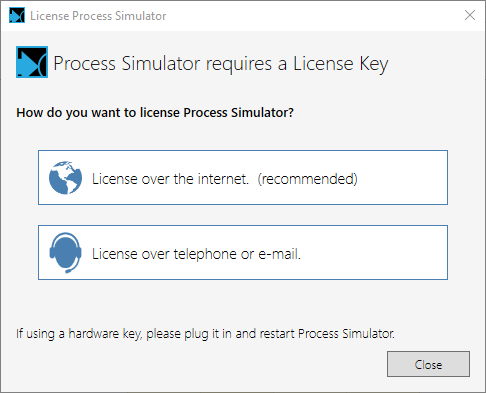 License Process Simulator
Process Simulator requires a License Key
How do you want to license Process Simulator?
License over the internet.  (recommended)
License over telephone or e-mail.
If using a hardware key, please plug it in and restart Process Simulator.
Close